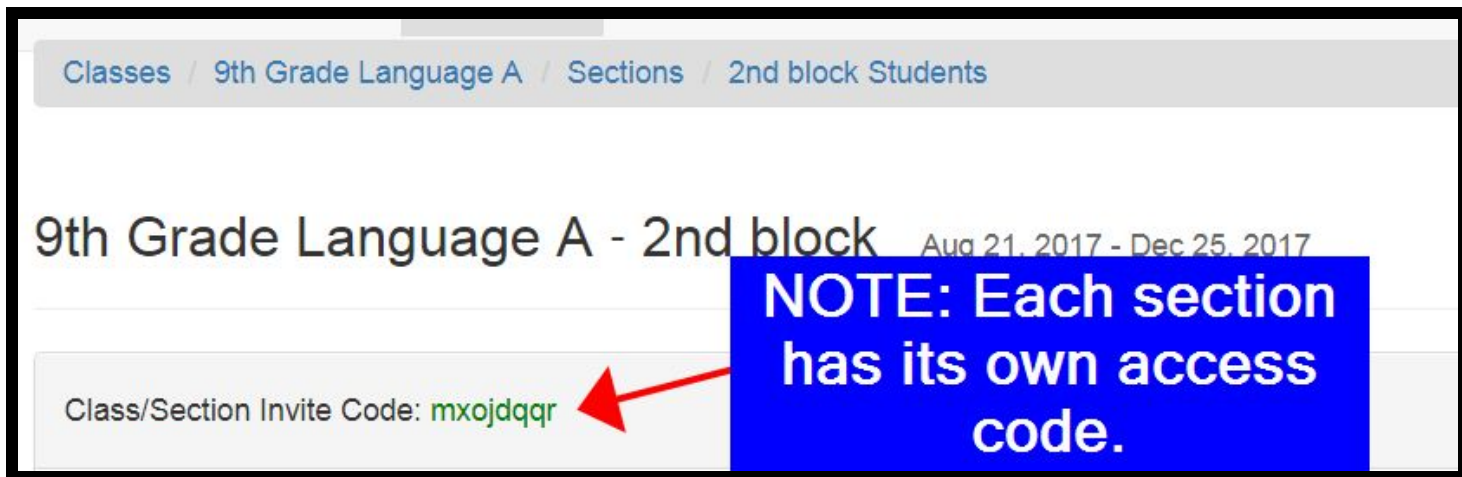 Classes / 9th Grade Language A / Sections / 2nd block Students
9th Grade Language A - 2nd block Aug 21, 2017 - Dec 25, 2017
NOTE: Each section
has its own access
code.
Class/Section Invite Code: mxojdqqr